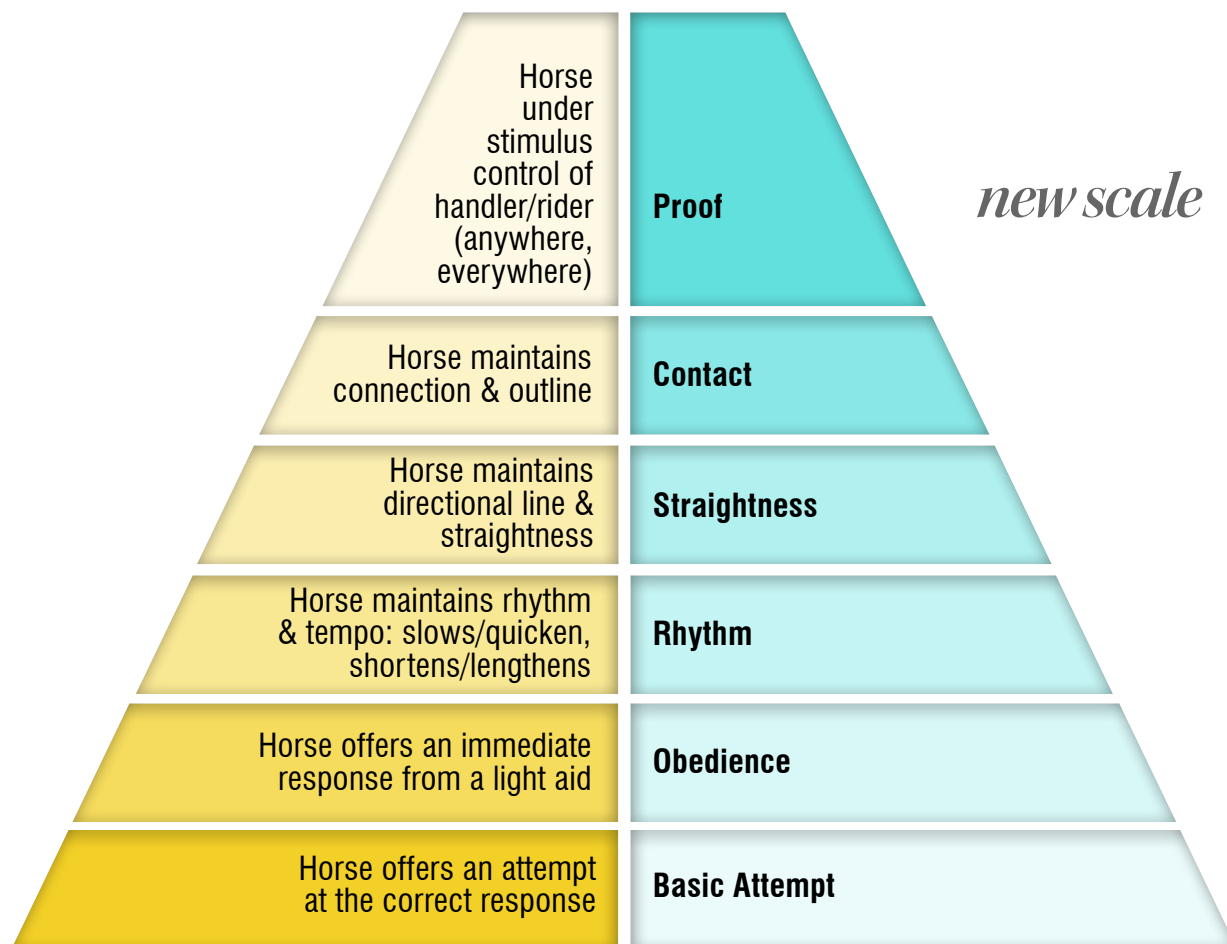 Horse
under
stimulus
control of
handler/rider
(anywhere,
everywhere)
Proof
new scale
Horse maintains
connection & outline
Contact
Horse maintains
directional line &
straightness
Straightness
Horse maintains rhythm
& tempo: slows/quicken,
shortens/lengthens
Rhythm
Horse offers an immediate
response from a light aid
Obedience
Horse offers an attempt
at the correct response
Basic Attempt